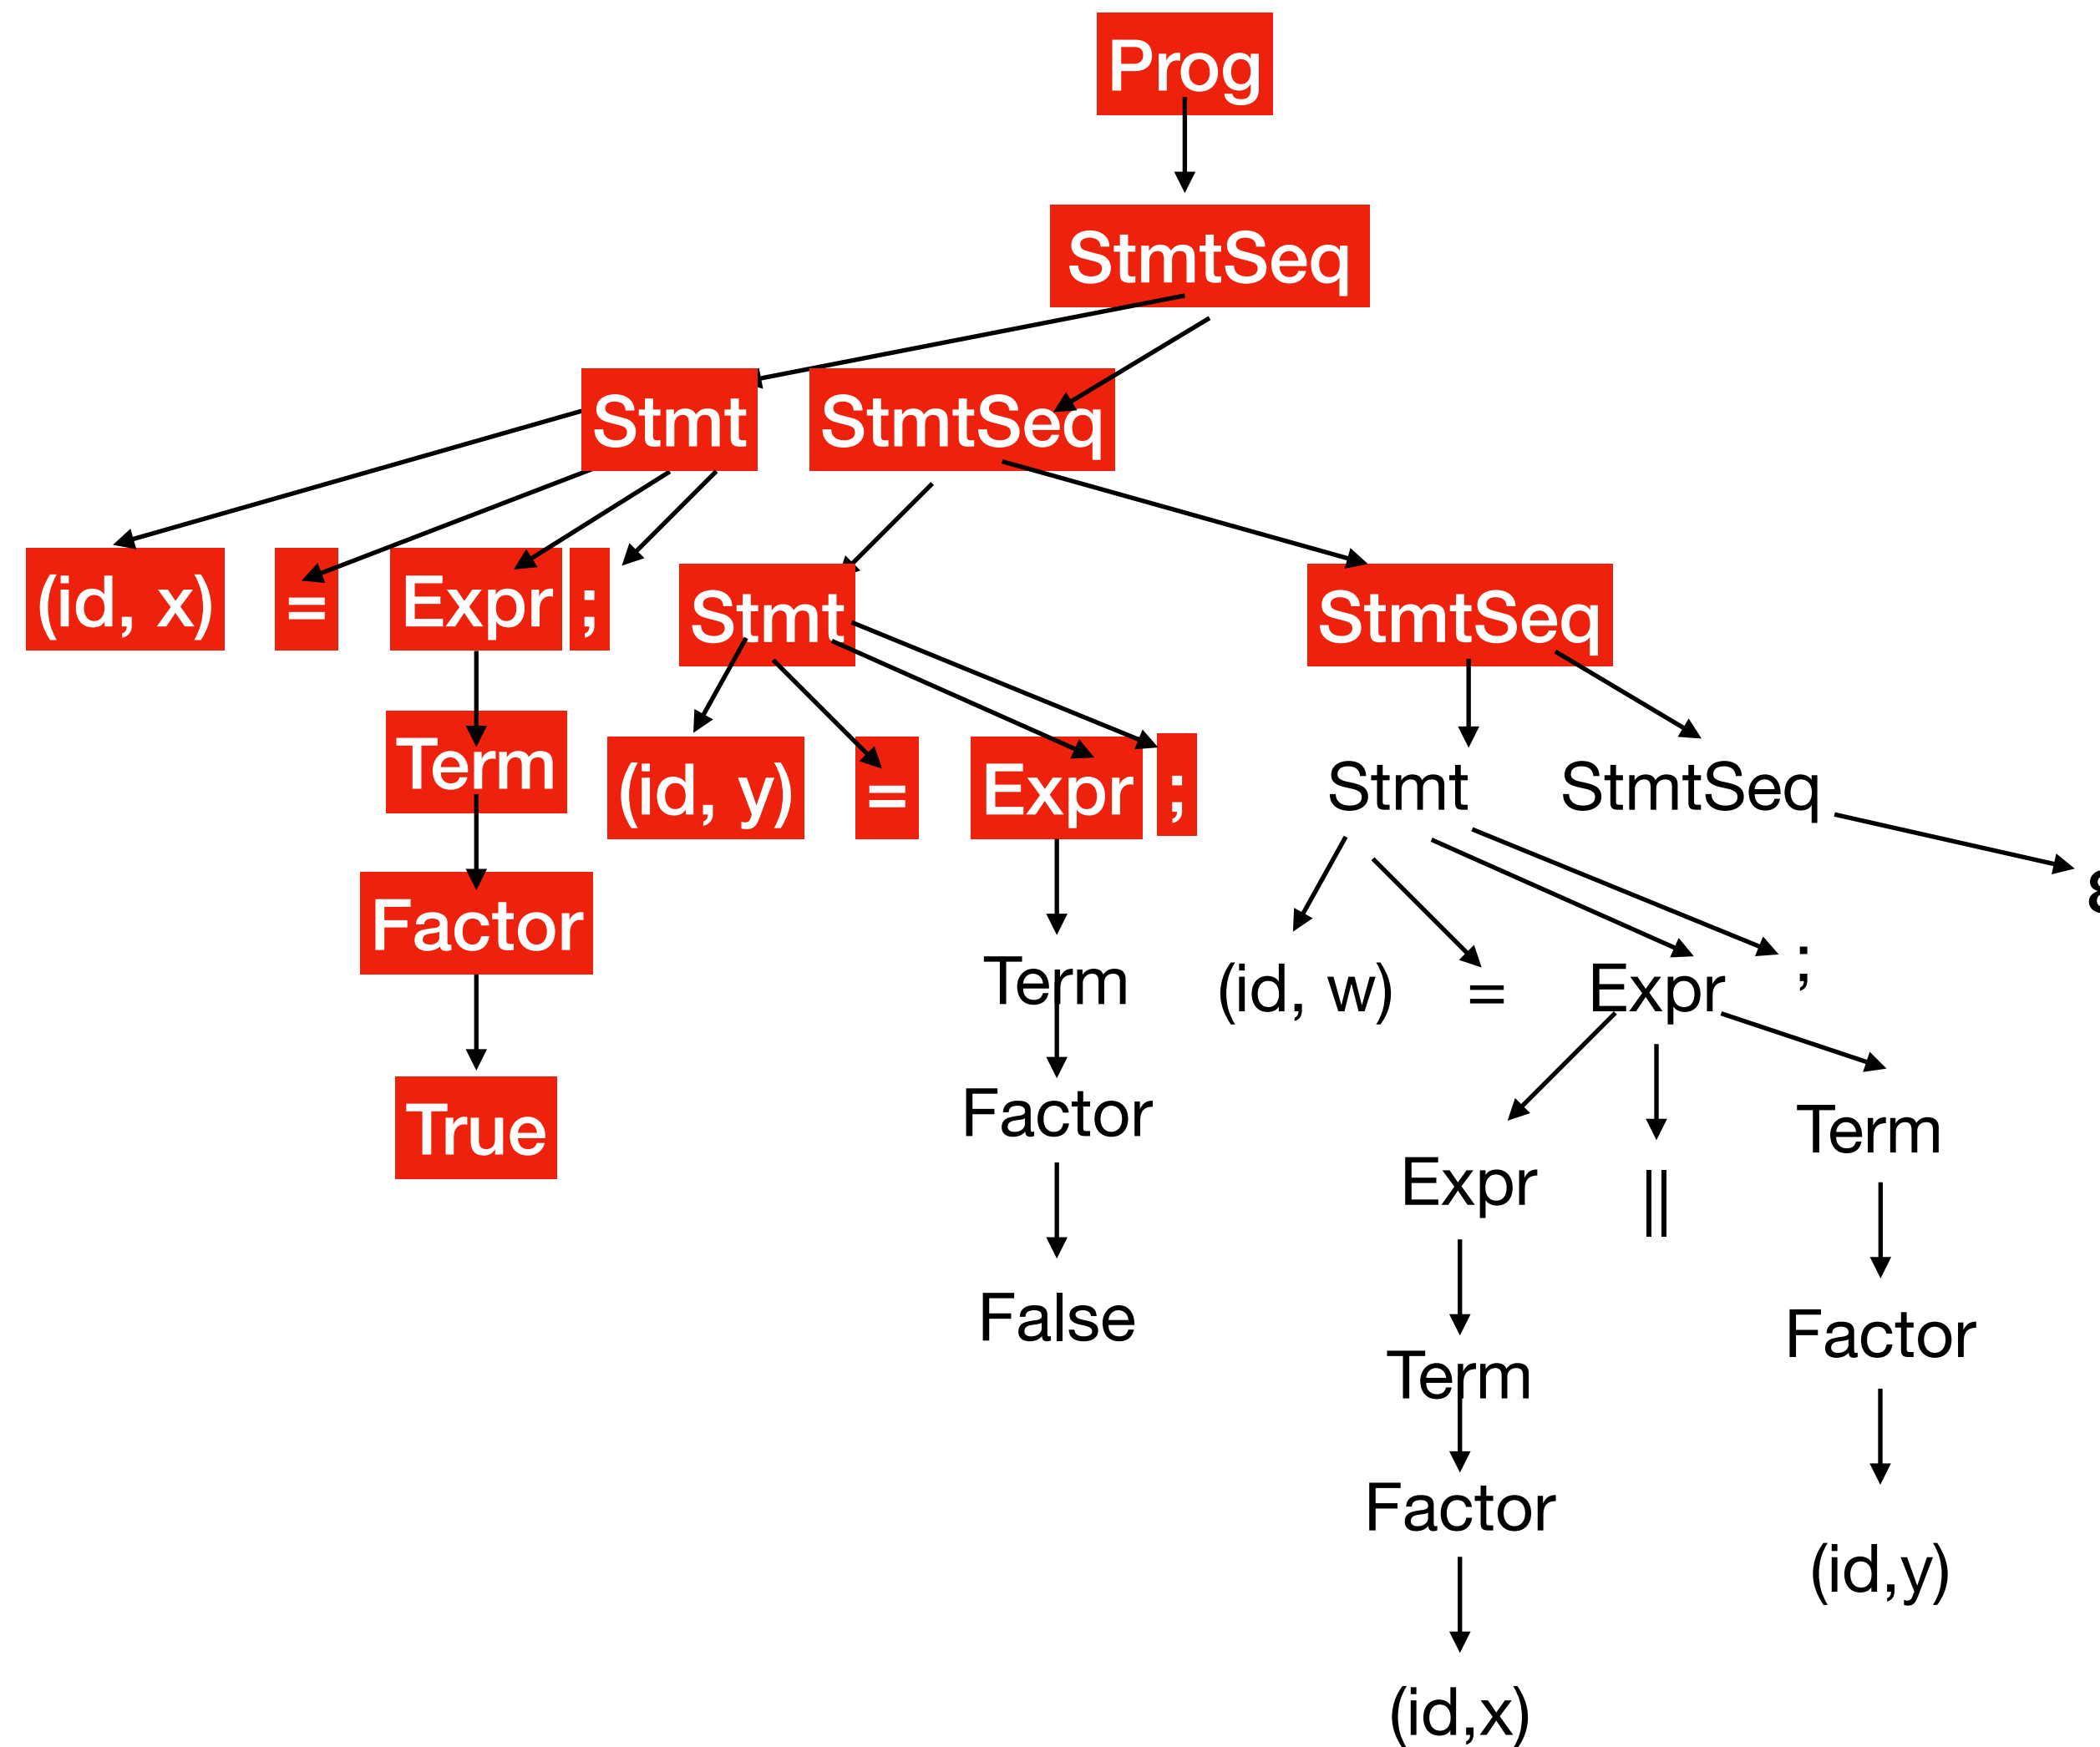 Prog
StmtSeq
Stmt StmtSeq
(id, x) = Expr ; Stmt StmtSeq
Term (id, y) = Expr ; Stmt StmtSeq
Factor Term (id, w) = Expr ;
True Factor Expr || Term
False Term Factor
Factor (id,y)
(id,x)